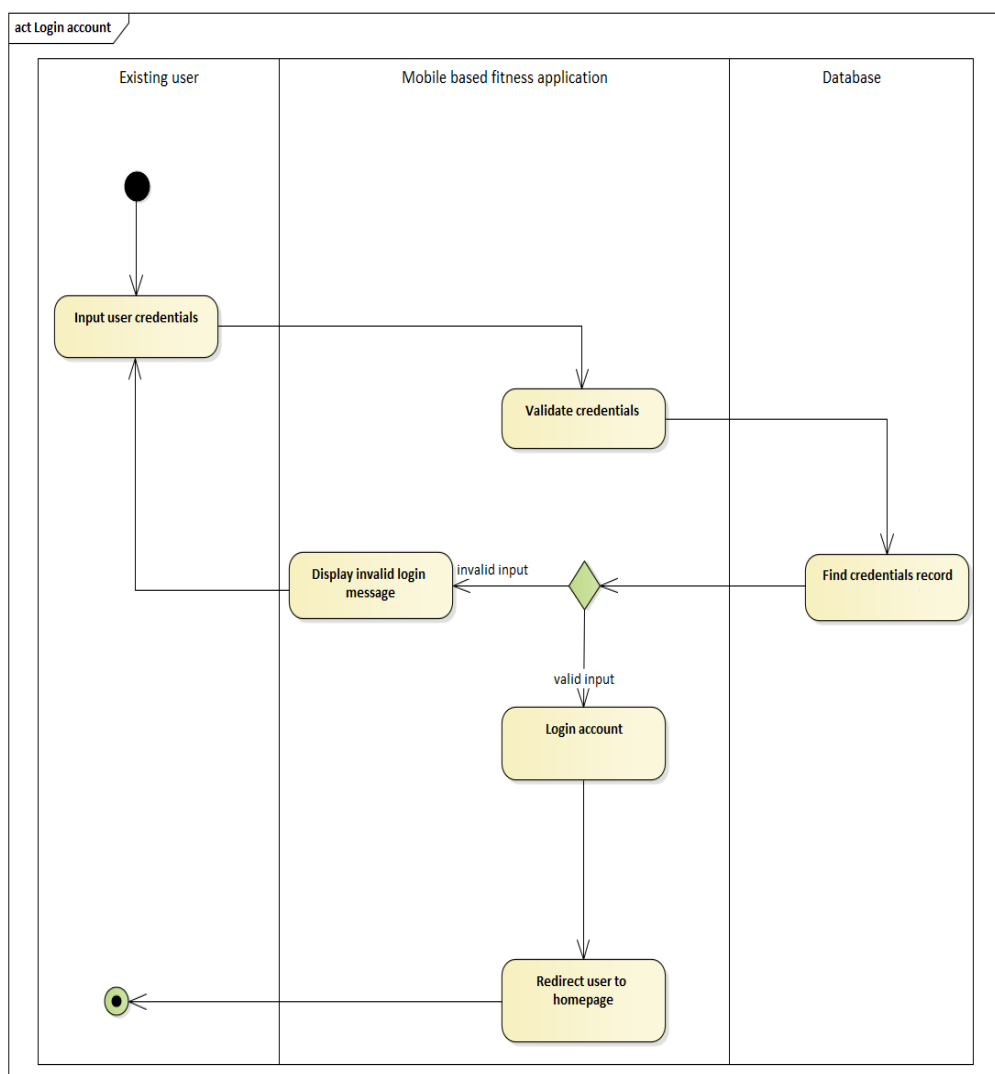 act Login account
Existing user
Mobile based fitness application
Database
Input user credentials
Validate credentials
Display invalid login
message
invalid input
Find credentials record
valid input
Login account
Redirect user to
homepage